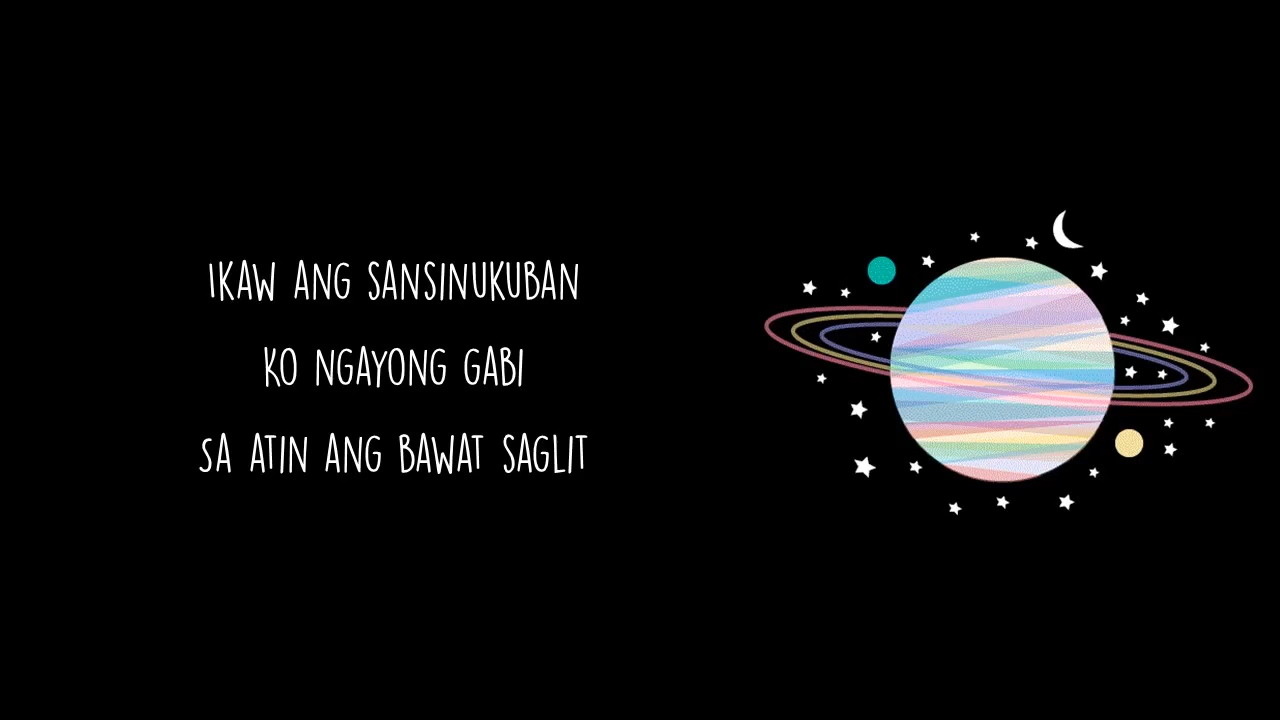 IKAW ANG SANSINUKUBAN
KO NGAYONG GABI
SA ATIN ANG BAWAT SAGLIT